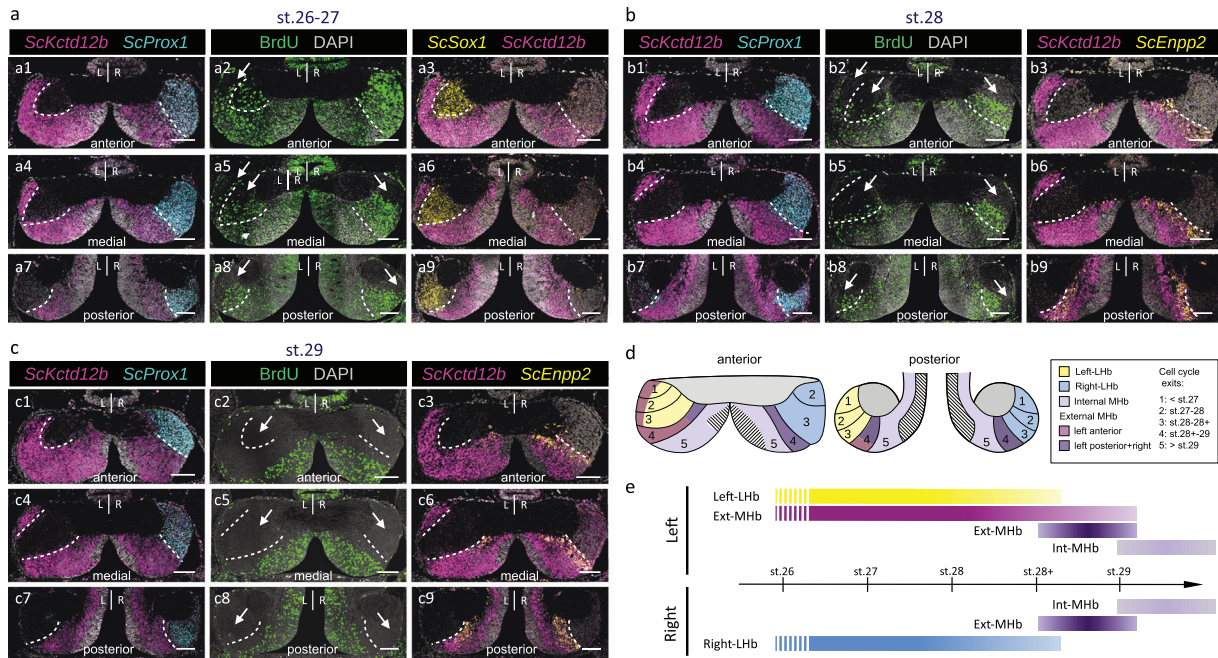 a
st.26-27
ScKctd12b ScProx1
BrdU DAPI
ScSox1 ScKctd12b
a1
L R
anterior
a2
L R
anterior
a3
L R
anterior
a4
L R
medial
a5
L R
L R
medial
a6
L R
medial
a7
L R
posterior
a8
L R
posterior
a9
L R
posterior
b
st.28
ScKctd12b ScProx1
BrdU DAPI
ScKctd12b ScEnpp2
b1
L R
anterior
b2
L R
anterior
b3
L R
anterior
b4
L R
medial
b5
L R
medial
b6
L R
medial
b7
L R
posterior
b8
L R
posterior
b9
L R
posterior
c
st.29
ScKctd12b ScProx1
BrdU DAPI
ScKctd12b ScEnpp2
c1
L R
anterior
c2
L R
anterior
c3
L R
anterior
c4
L R
medial
c5
L R
medial
c6
L R
medial
c7
L R
posterior
c8
L R
posterior
c9
L R
posterior
d
anterior
posterior
1 2 3 4 5 5 4 3 2
1 2 3 4 5 5 4 3 2 1
Left-LHb
Right-LHb
Internal MHb
External MHb
left anterior
left posterior+right
Cell cycle
exits:
1: < st.27
2: st.27-28
3: st.28-28+
4: st.28+-29
5: > st.29
e
Left
Left-LHb
Ext-MHb
Ext-MHb
Int-MHb
st.26 st.27 st.28 st.28+ st.29
Right
Int-MHb
Ext-MHb
Right-LHb